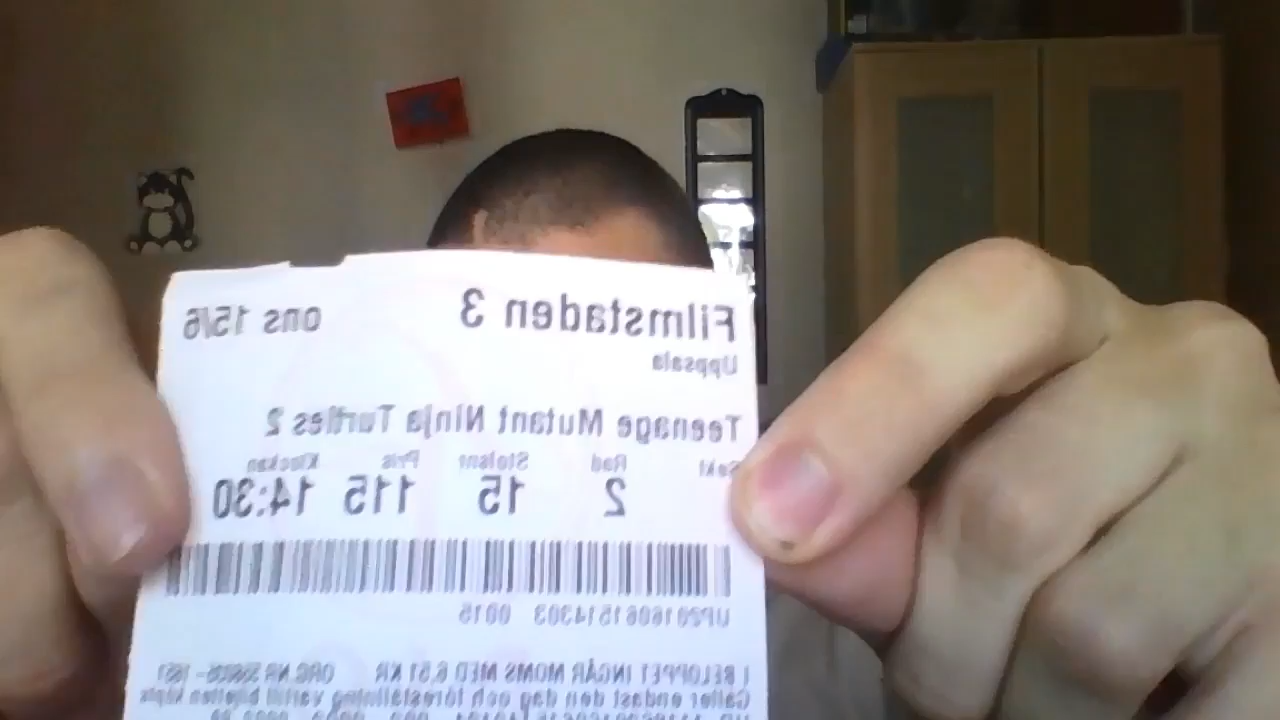 Filmstaden 3 ons 15/6
Uppsala
Teenage Mutant Ninja Turtles 2
Sekt Rad Stolsnr Pris Klockan
2 15 115 14:30
UP2016061514303 0015
I BELOPPET INGÅR MOMS MED 6.51 KR ORG NR
Gäller endast den dag och föreställning vartill biljetten köpts